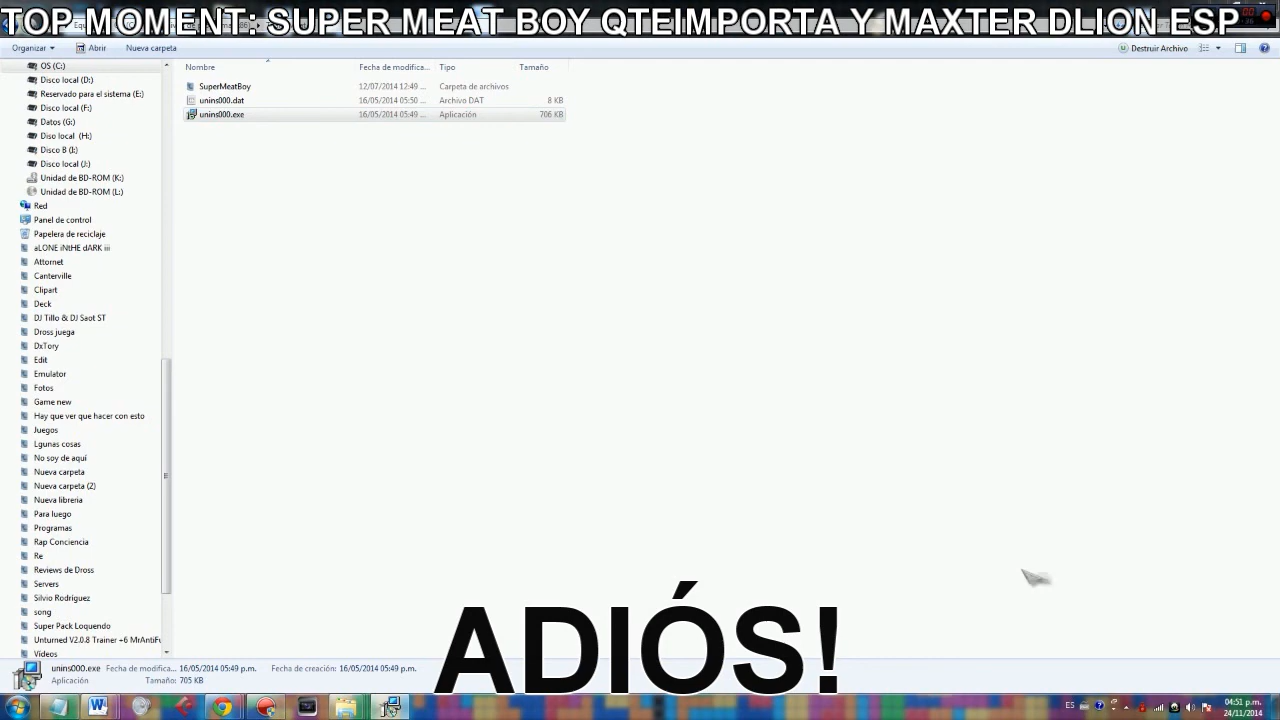 TOP MOMENT: SUPER MEAT BOY QTEIMPORTA Y MAXTER DLION ESP
Organizar Abrir Nueva carpeta Destruir Archivo
Nombre Fecha de modifica... Tipo Tamaño
SuperMeatBoy 12/07/2014 12:49 ... Carpeta de archivos
unins000.dat 16/05/2014 05:50 ... Archivo DAT 8 KB
unins000.exe 16/05/2014 05:49 ... Aplicación 706 KB
OS (C:)
Disco local (D:)
Reservado para el sistema (E:)
Disco local (F:)
Datos (G:)
Diso local (H:)
Disco B (I:)
Disco local (J:)
Unidad de BD-ROM (K:)
Unidad de BD-ROM (L:)
Red
Panel de control
Papelera de reciclaje
aLONE iNtHE dARK iii
Attornet
Canterville
Clipart
Deck
DJ Tillo & DJ Saot ST
Dross juega
DxTory
Edit
Emulator
Fotos
Game new
Hay que ver que hacer con esto
Juegos
Lgunas cosas
No soy de aquí
Nueva carpeta
Nueva carpeta (2)
Nueva libreria
Para luego
Programas
Rap Conciencia
Re
Reviews de Dross
Servers
Silvio Rodríguez
song
Super Pack Loquendo
Unturned V2.0.8 Trainer +6 MrAntiFu
Vídeos
unins000.exe Fecha de modifica... 16/05/2014 05:49 p.m. Fecha de creación: 16/05/2014 05:49 p.m.
Aplicación Tamaño: 705 KB
ADIÓS!
ES 04:51 p.m.
24/11/2014